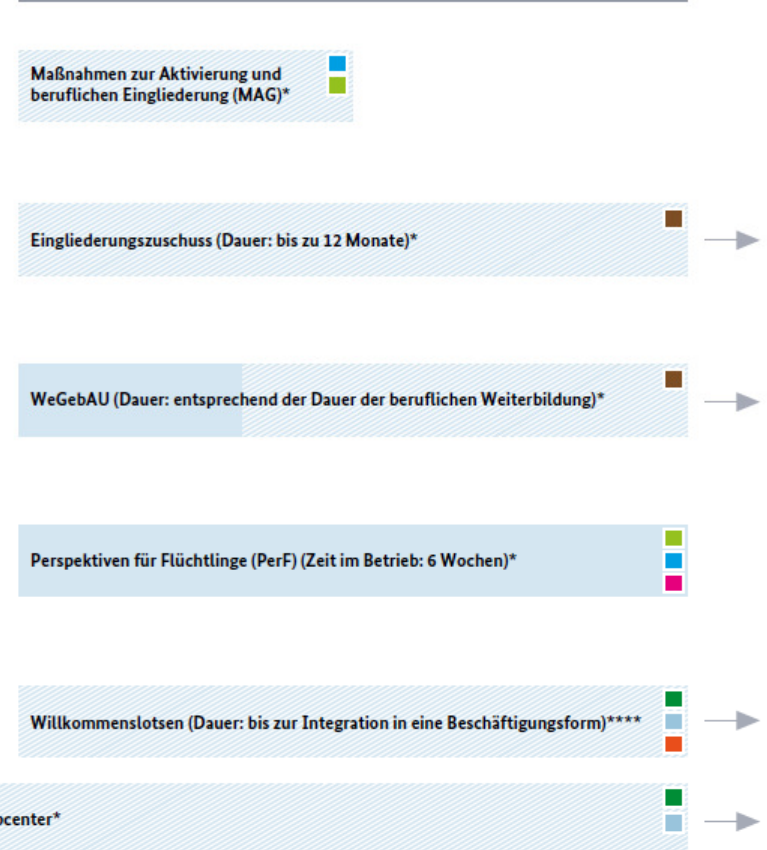 Maßnahmen zur Aktivierung und
beruflichen Eingliederung (MAG)*
Eingliederungszuschuss (Dauer: bis zu 12 Monate)*
WeGebAU (Dauer: entsprechend der Dauer der beruflichen Weiterbildung)*
Perspektiven für Flüchtlinge (PerF) (Zeit im Betrieb: 6 Wochen)*
Willkommenslotsen (Dauer: bis zur Integration in eine Beschäftigungsform)****